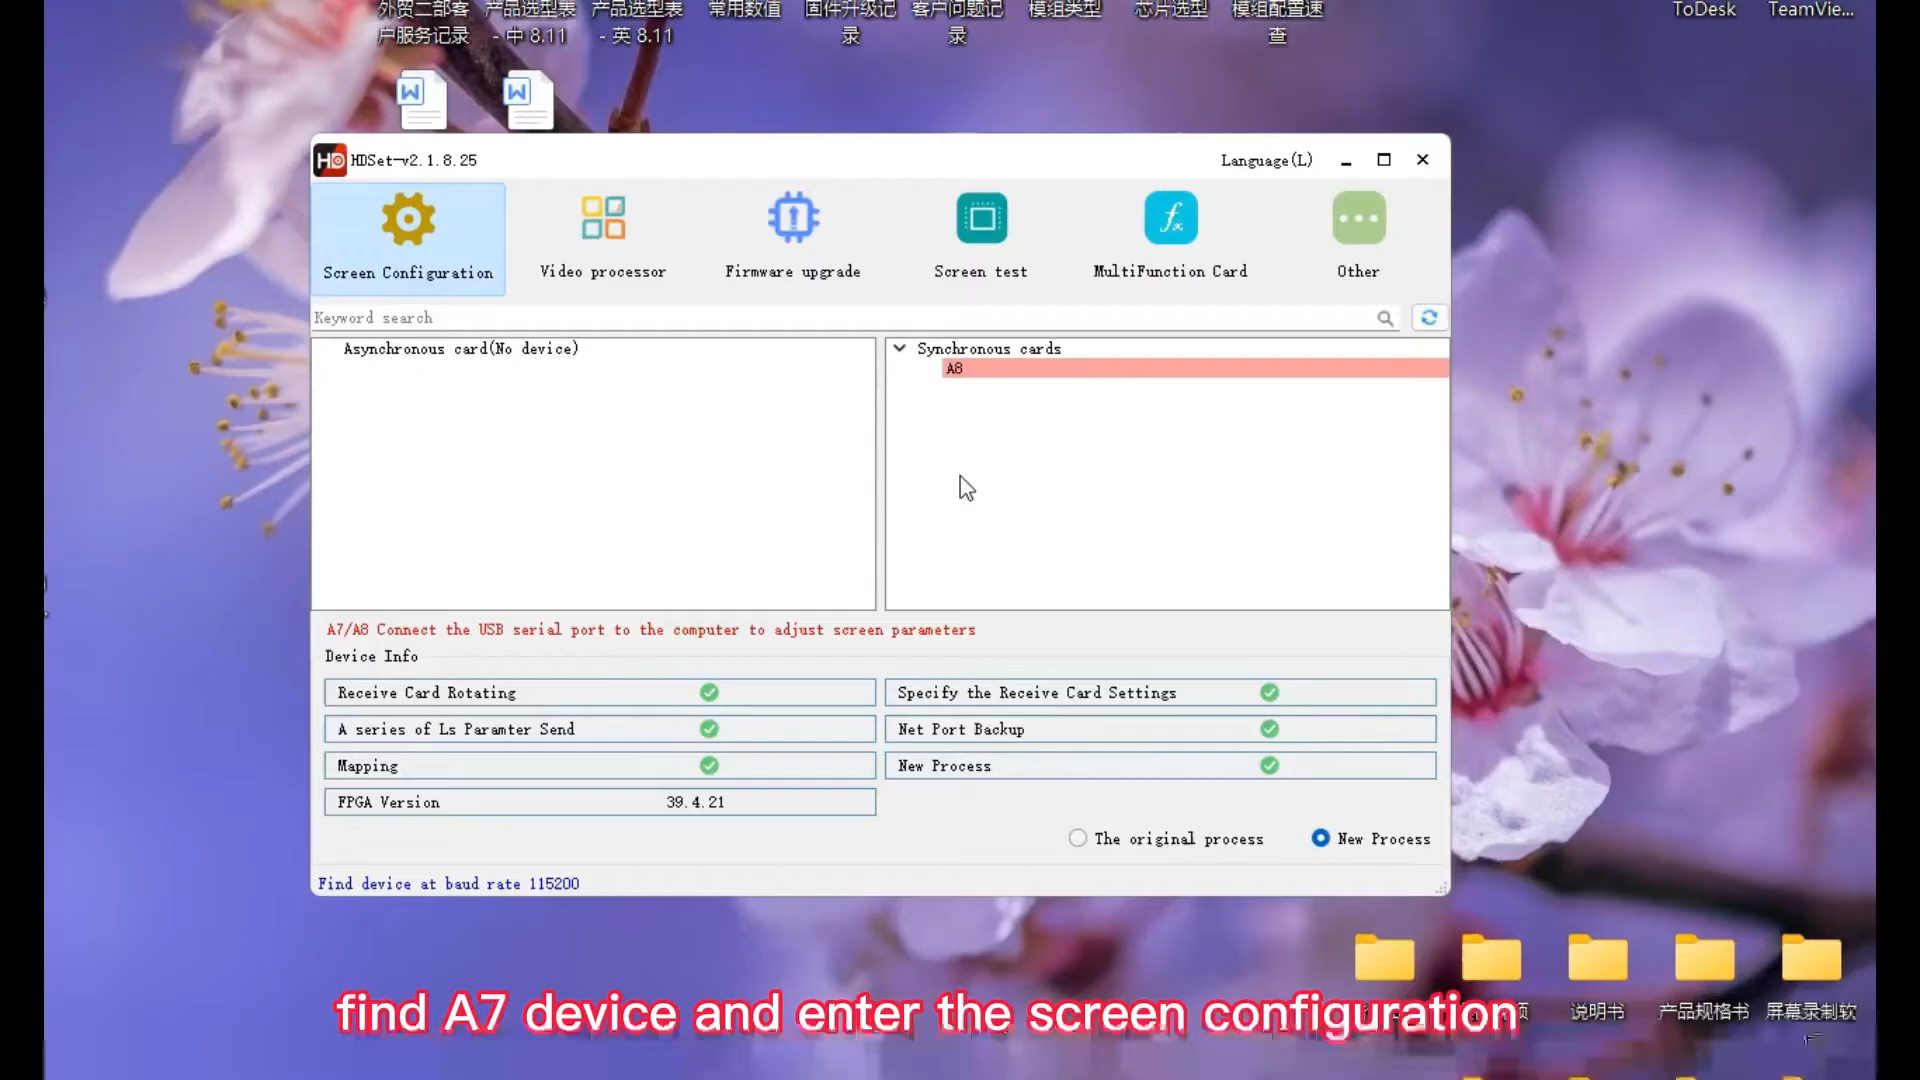 外贸二部客
户服务记录
产品选型表
- 中 8.11
产品选型表
- 英 8.11
常用数值
固件升级记
录
客户问题记
录
模组类型
芯片选型
模组配置速
查
ToDesk
TeamVie...
HDSet-v2.1.8.25
Language(L)
Screen Configuration
Video processor
Firmware upgrade
Screen test
MultiFunction Card
Other
Keyword search
Asynchronous card(No device)
Synchronous cards
A8
A7/A8 Connect the USB serial port to the computer to adjust screen parameters
Device Info
Receive Card Rotating
Specify the Receive Card Settings
A series of Ls Paramter Send
Net Port Backup
Mapping
New Process
FPGA Version 39.4.21
The original process
New Process
Find device at baud rate 115200
find A7 device and enter the screen configuration
说明书
产品规格书
屏幕录制软